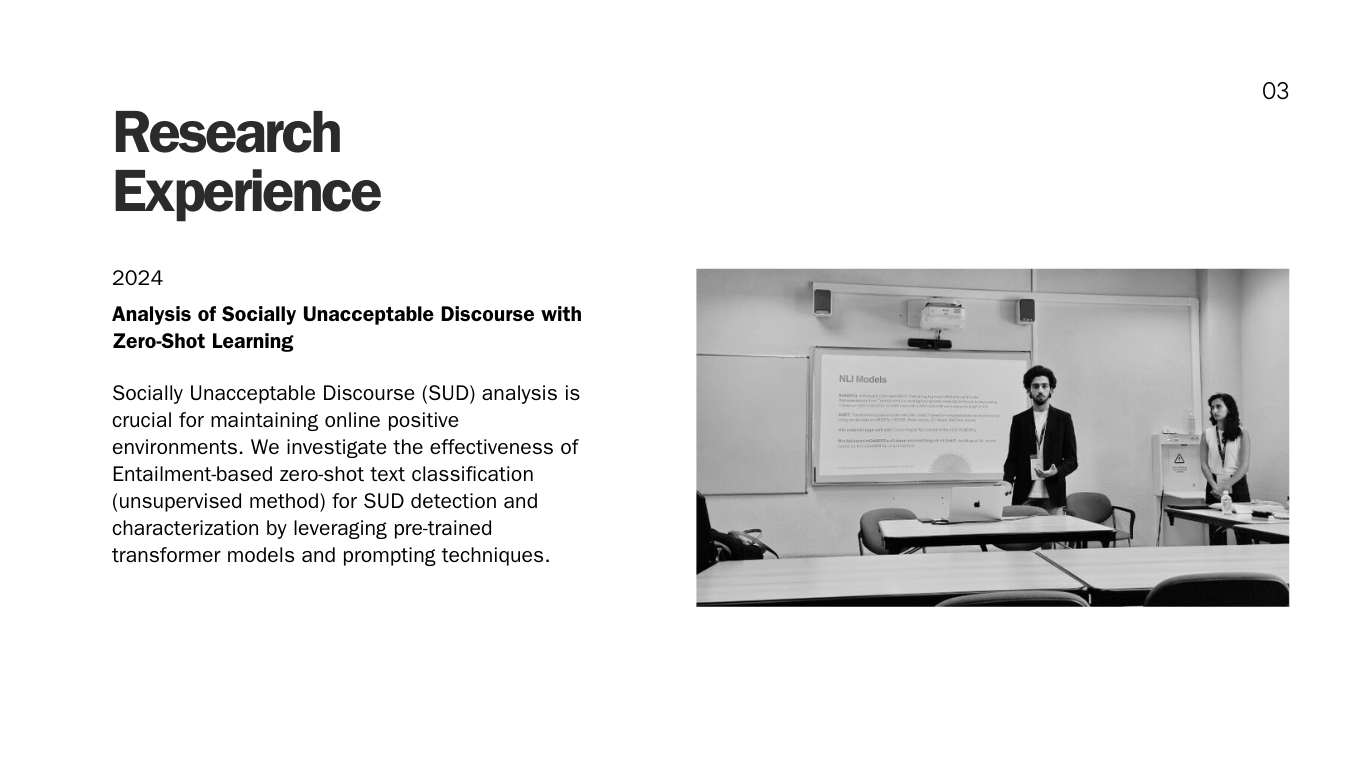 03
Research
Experience
2024
Analysis of Socially Unacceptable Discourse with
Zero-Shot Learning
Socially Unacceptable Discourse (SUD) analysis is
crucial for maintaining online positive
environments. We investigate the effectiveness of
Entailment-based zero-shot text classification
(unsupervised method) for SUD detection and
characterization by leveraging pre-trained
transformer models and prompting techniques.
NLI Models